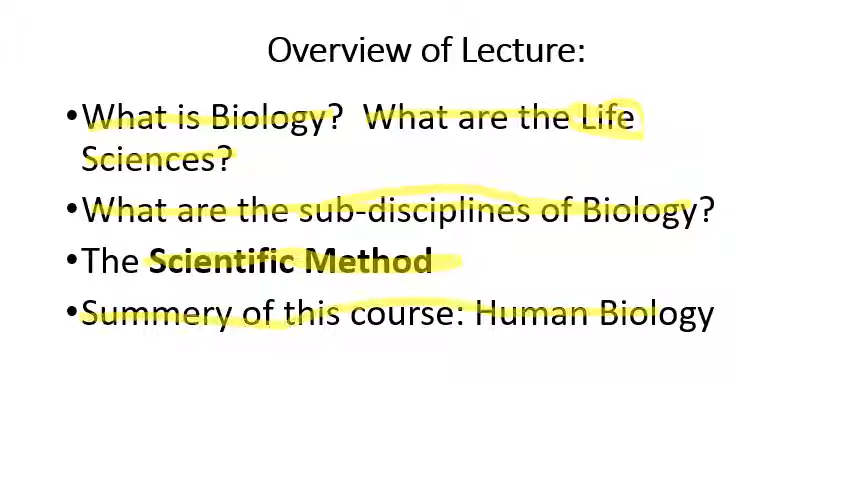 Overview of Lecture:
•What is Biology? What are the Life
Sciences?
•What are the sub-disciplines of Biology?
•The Scientific Method
•Summery of this course: Human Biology